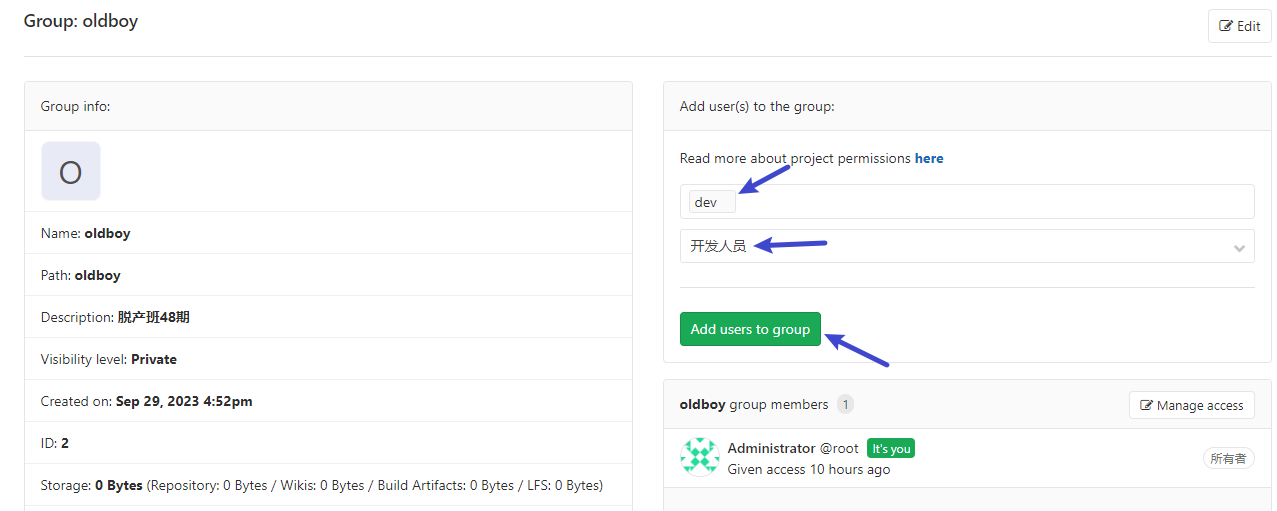 Group: oldboy
Edit
Group info:
O
Name: oldboy
Path: oldboy
Description: 脱产班48期
Visibility level: Private
Created on: Sep 29, 2023 4:52pm
ID: 2
Storage: 0 Bytes (Repository: 0 Bytes / Wikis: 0 Bytes / Build Artifacts: 0 Bytes / LFS: 0 Bytes)
Add user(s) to the group:
Read more about project permissions here
dev
开发人员
Add users to group
oldboy group members 1
Manage access
Administrator @root It's you
Given access 10 hours ago
所有者